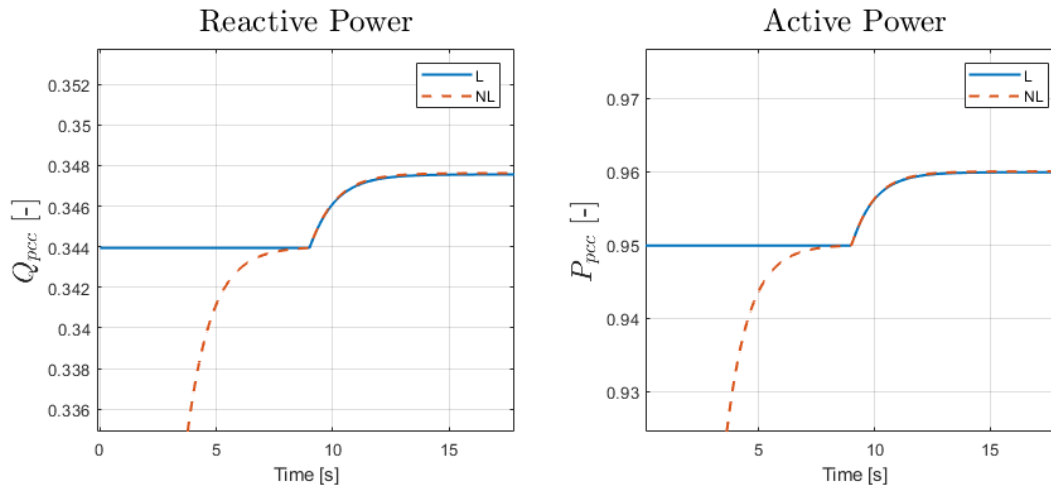 Reactive Power
L
NL
0.352
0.35
0.348
0.346
0.344
0.342
0.34
0.338
0.336
Q_pcc [-]
0
5
10
15
Time [s]
Active Power
L
NL
0.97
0.96
0.95
0.94
0.93
P_pcc [-]
5
10
15
Time [s]